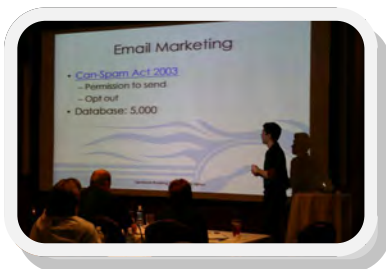 Email Marketing
• Can-Spam Act 2003
– Permission to send
– Opt out
• Database: 5,000